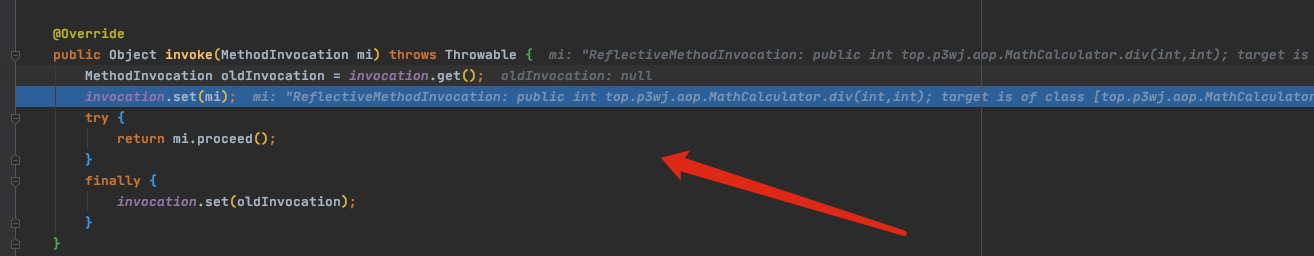 @Override
public Object invoke(MethodInvocation mi) throws Throwable {  mi: "ReflectiveMethodInvocation: public int top.p3wj.aop.MathCalculator.div(int,int); target is
MethodInvocation oldInvocation = invocation.get();  oldInvocation: null
invocation.set(mi);  mi: "ReflectiveMethodInvocation: public int top.p3wj.aop.MathCalculator.div(int,int); target is of class [top.p3wj.aop.MathCalculator
try {
return mi.proceed();
}
finally {
invocation.set(oldInvocation);
}
}